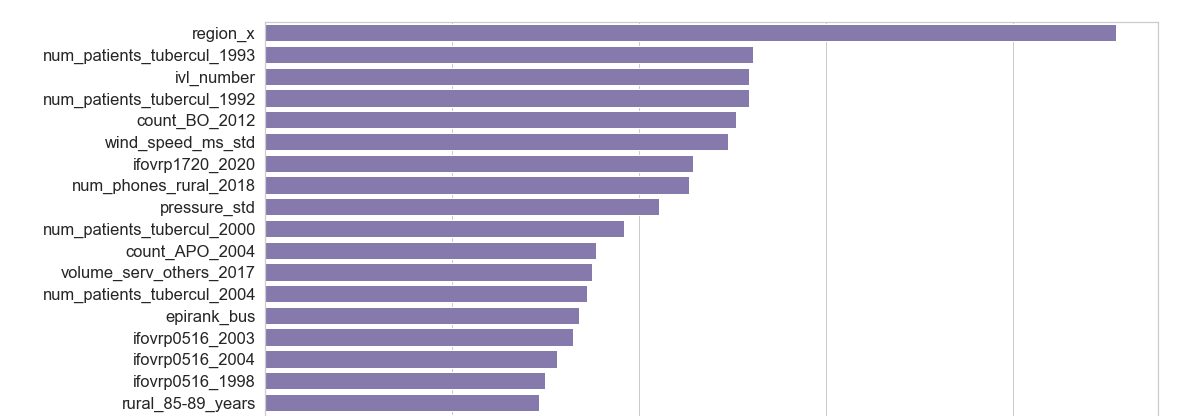 region_x
num_patients_tubercul_1993
ivl_number
num_patients_tubercul_1992
count_BO_2012
wind_speed_ms_std
ifovrp1720_2020
num_phones_rural_2018
pressure_std
num_patients_tubercul_2000
count_APO_2004
volume_serv_others_2017
num_patients_tubercul_2004
epirank_bus
ifovrp0516_2003
ifovrp0516_2004
ifovrp0516_1998
rural_85-89_years